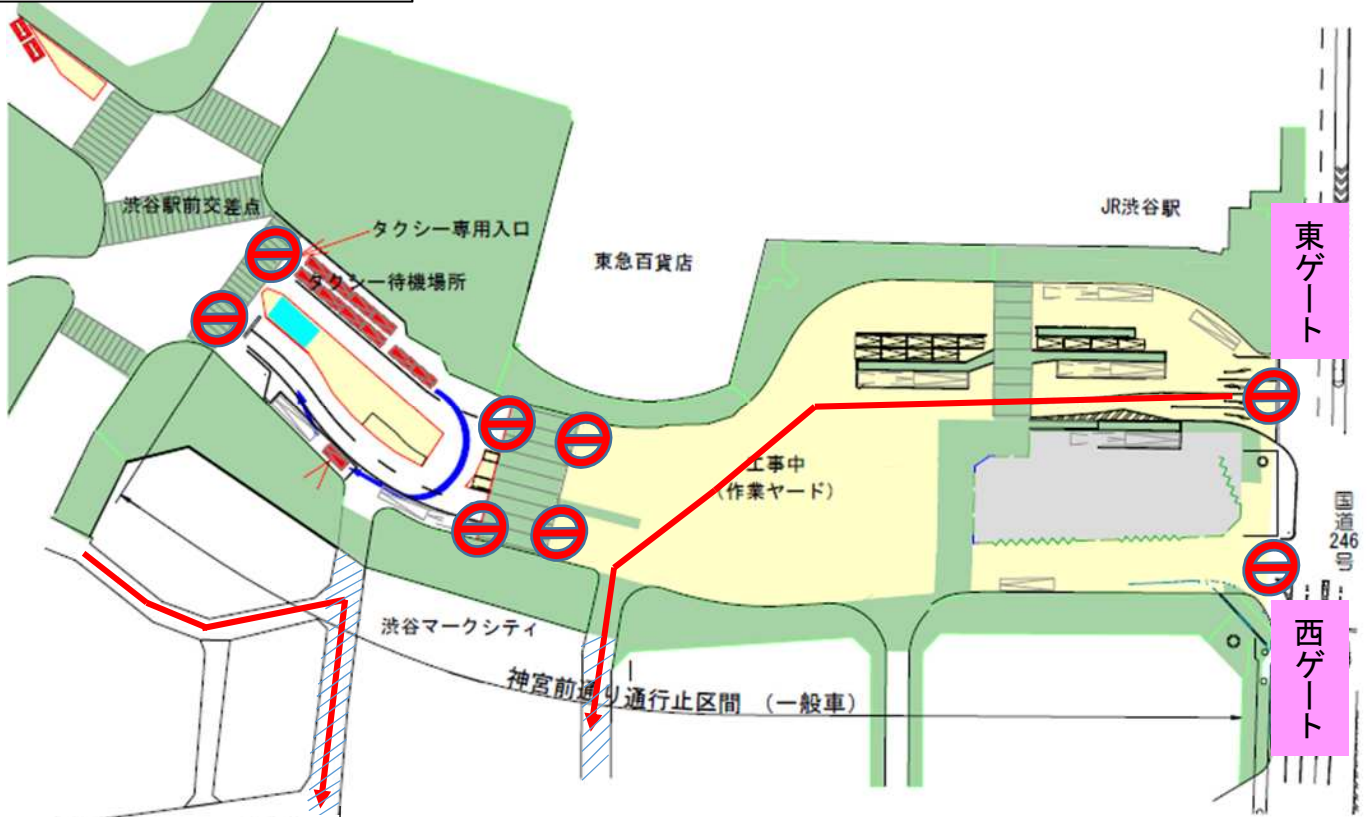 渋谷駅前交差点
タクシー専用入口
タクシー待機場所
東急百貨店
JR渋谷駅
東ゲート
工事中
(作業ヤード)
国道
246
号
渋谷マークシティ
神宮前通り通行止区間 (一般車)
西ゲート